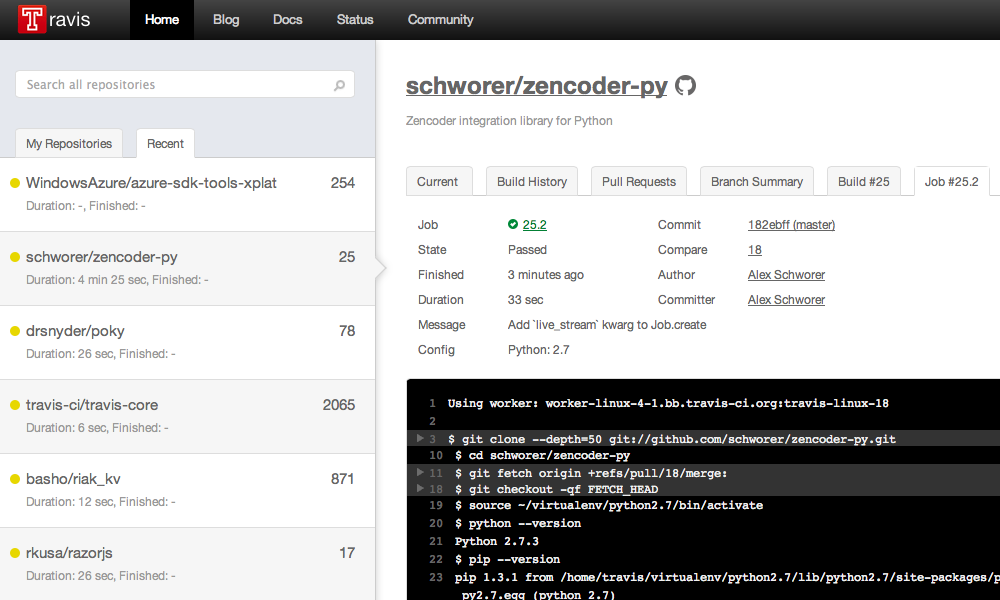 Travis Home Blog Docs Status Community
Search all repositories
My Repositories Recent
WindowsAzure/azure-sdk-tools-xplat 254
Duration: -, Finished: -
schworer/zencoder-py 25
Duration: 4 min 25 sec, Finished: -
drsnyder/poky 78
Duration: 26 sec, Finished: -
travis-ci/travis-core 2065
Duration: 6 sec, Finished: -
basho/riak_kv 871
Duration: 12 sec, Finished: -
rkusa/razorjs 17
Duration: 26 sec, Finished: -
schworer/zencoder-py
Zencoder integration library for Python
Current Build History Pull Requests Branch Summary Build #25 Job #25.2
Job 25.2 Commit 182ebff (master)
State Passed Compare 18
Finished 3 minutes ago Author Alex Schworer
Duration 33 sec Committer Alex Schworer
Message Add `live_stream` kwarg to Job.create
Config Python: 2.7
1 Using worker: worker-linux-4-1.bb.travis-ci.org:travis-linux-18
2
3 $ git clone --depth=50 git://github.com/schworer/zencoder-py.git
10 $ cd schworer/zencoder-py
11 $ git fetch origin +refs/pull/18/merge:
18 $ git checkout -qf FETCH_HEAD
19 $ source ~/virtualenv/python2.7/bin/activate
20 $ python --version
21 Python 2.7.3
22 $ pip --version
23 pip 1.3.1 from /home/travis/virtualenv/python2.7/lib/python2.7/site-packages/p
py2.7.egg (python 2.7)